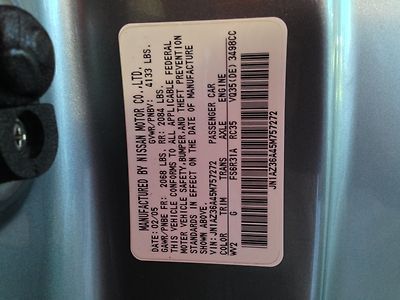 MANUFACTURED BY NISSAN MOTOR CO.,LTD.
DATE: 02/05 GVWR/PNBV: 4133 LBS.
GAWR/PNBE FR: 2068 LBS. RR: 2084 LBS.
THIS VEHICLE CONFORMS TO ALL APPLICABLE FEDERAL
MOTOR VEHICLE SAFETY,BUMPER,AND THEFT PREVENTION
STANDARDS IN EFFECT ON THE DATE OF MANUFACTURE
SHOWN ABOVE.
V-IN:JN1AZ36A45M757272 PASSENGER CAR
COLOR TRIM TRANS AXLE ENGINE
WV2 G FS6R31A RC35 VQ35(DE) 3498CC
JN1AZ36A45M757272